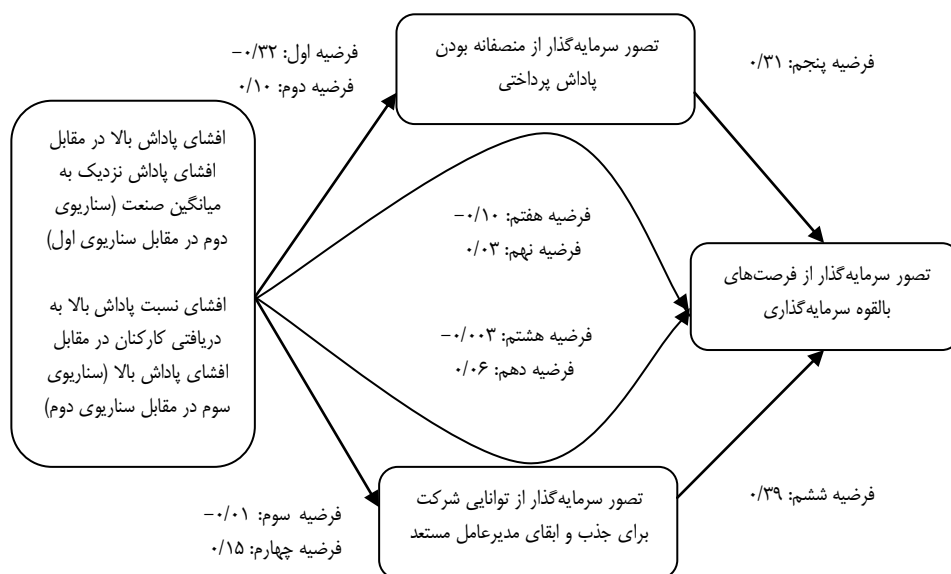 افشای پاداش بالا در مقابل
افشای پاداش نزدیک به
میانگین صنعت (سناریوی
دوم در مقابل سناریوی اول)
افشای نسبت پاداش بالا به
دریافتی کارکنان در مقابل
افشای پاداش بالا (سناریوی
سوم در مقابل سناریوی دوم)
فرضیه اول: ۰/۳۲−
فرضیه دوم: ۰/۱۰
تصور سرمایه‌گذار از منصفانه بودن
پاداش پرداختی
فرضیه پنجم: ۰/۳۱
فرضیه هفتم: ۰/۱۰−
فرضیه نهم: ۰/۰۳
فرضیه هشتم: ۰/۰۰۳−
فرضیه دهم: ۰/۰۶
تصور سرمایه‌گذار از فرصت‌های
بالقوه سرمایه‌گذاری
فرضیه سوم: ۰/۰۱−
فرضیه چهارم: ۰/۱۵
تصور سرمایه‌گذار از توانایی شرکت
برای جذب و ابقای مدیرعامل مستعد
فرضیه ششم: ۰/۳۹